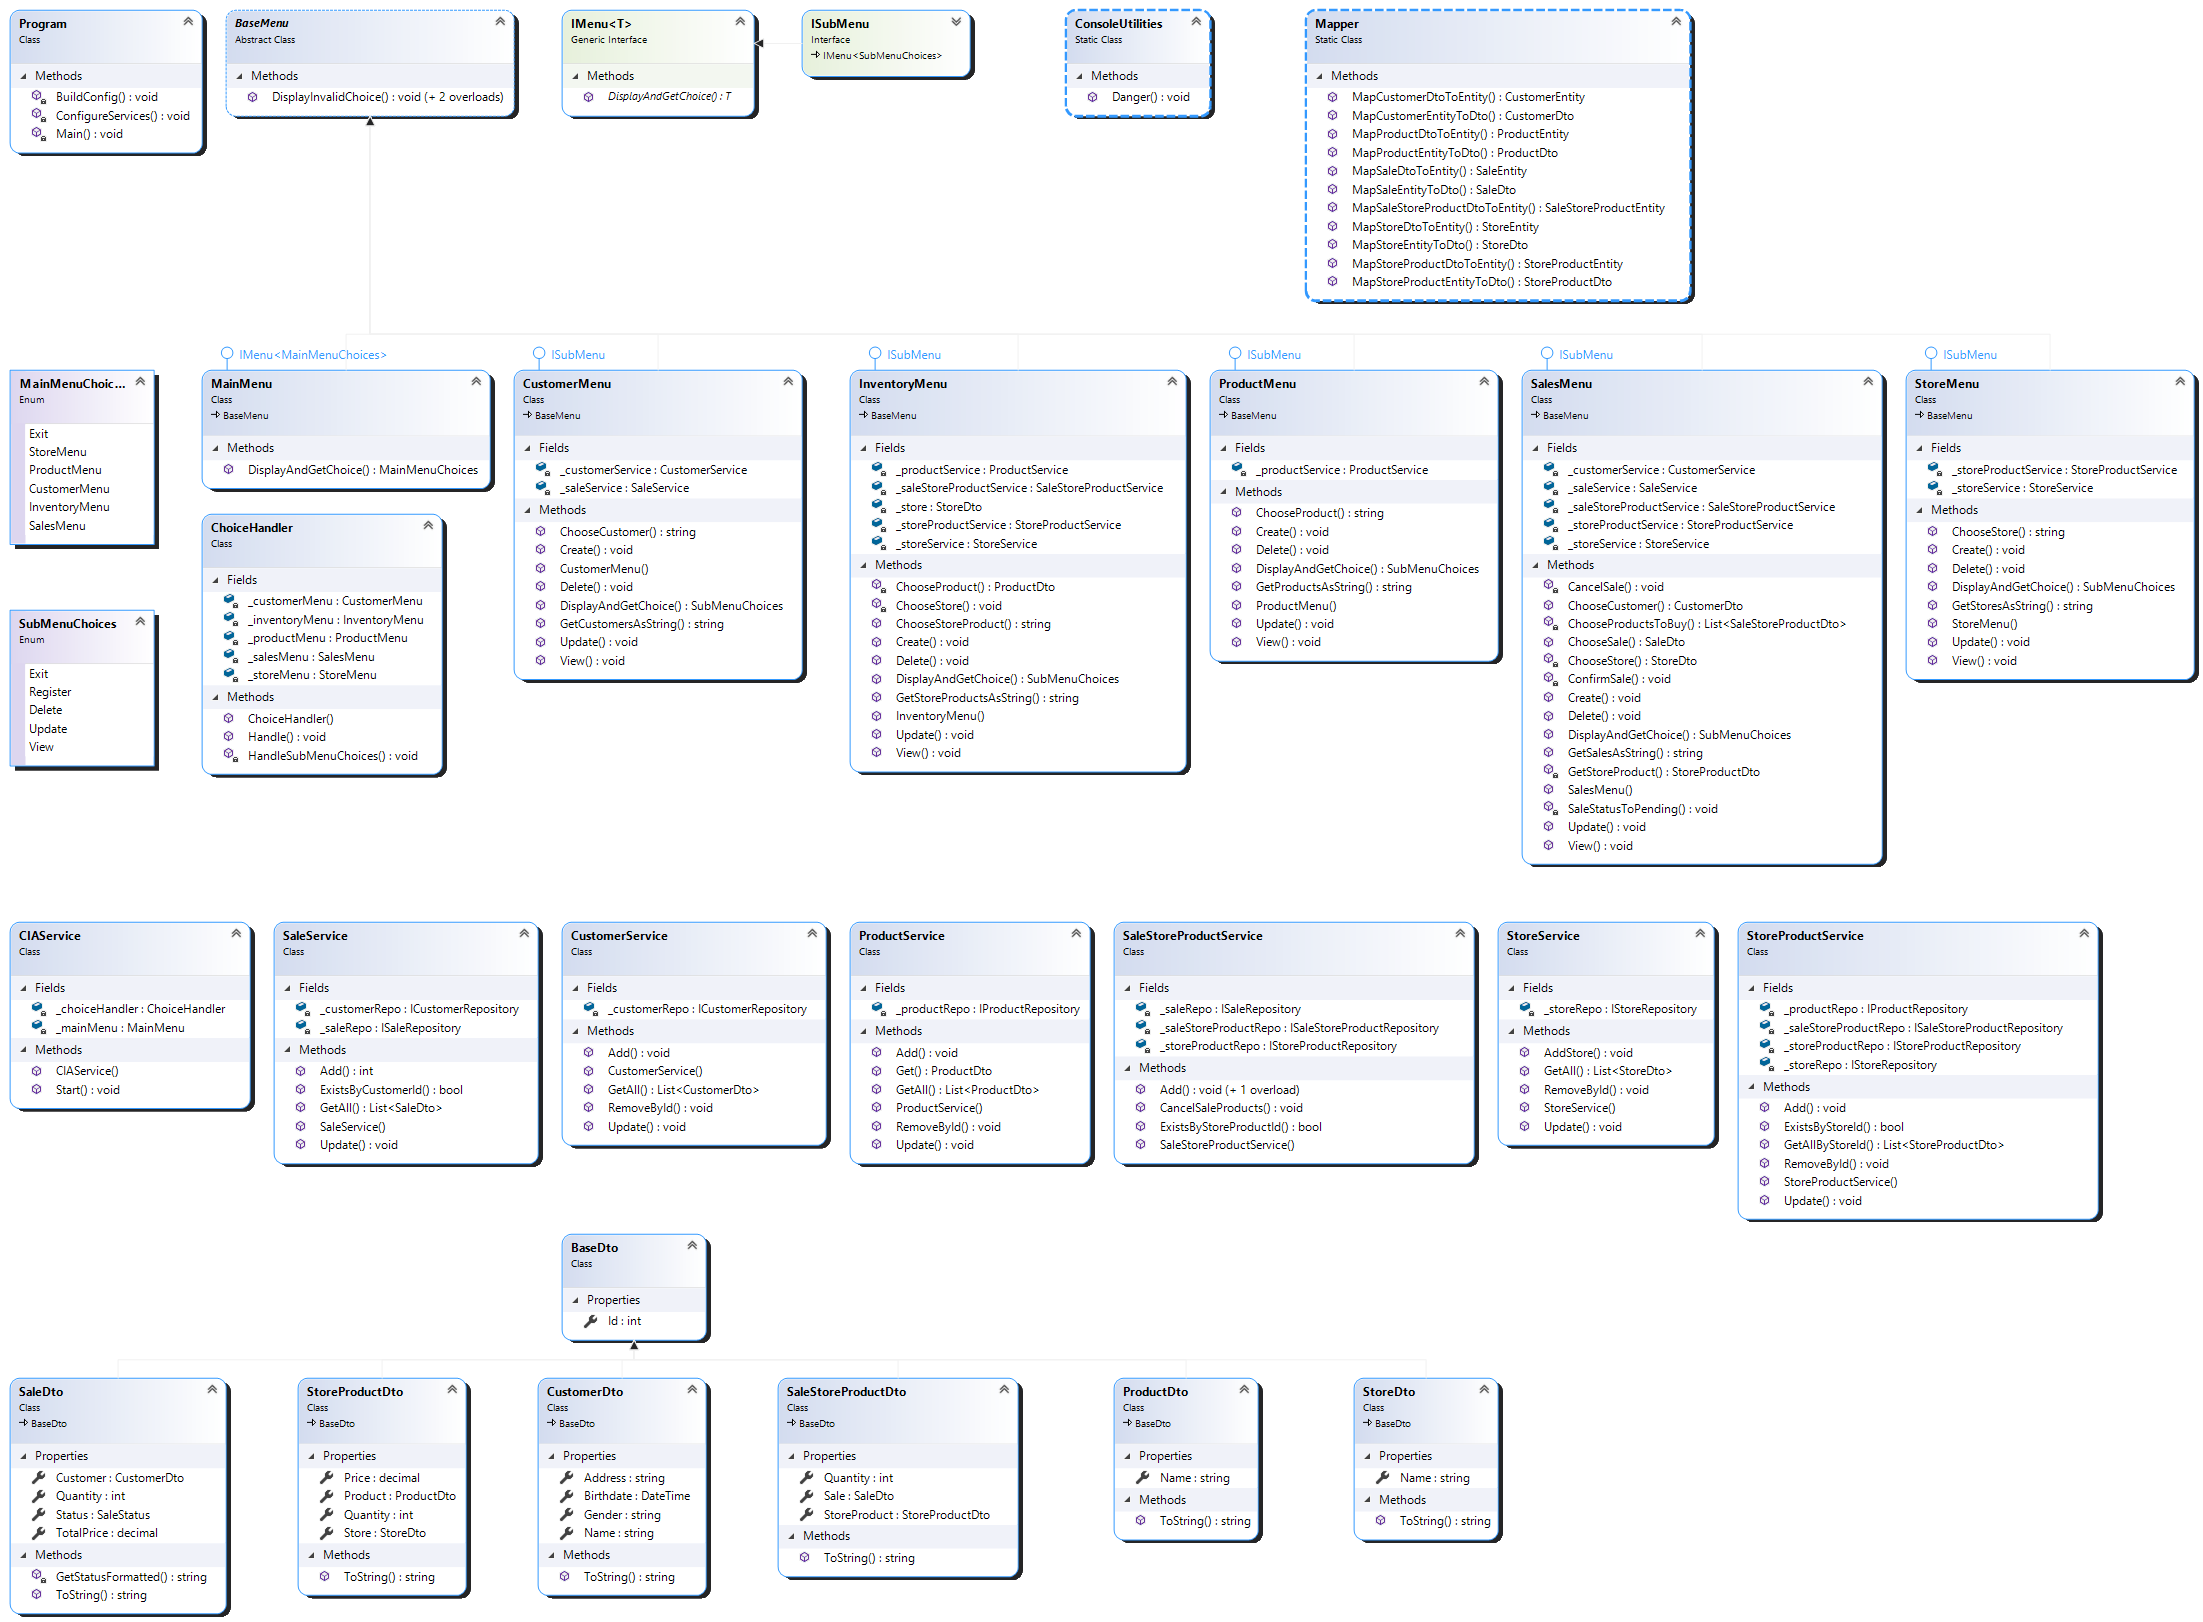 Program
Class
Methods
BuildConfig() : void
ConfigureServices() : void
Main() : void
BaseMenu
Abstract Class
Methods
DisplayInvalidChoice() : void (+ 2 overloads)
IMenu<T>
Generic Interface
Methods
DisplayAndGetChoice() : T
ISubMenu
Interface
IMenu<SubMenuChoices>
ConsoleUtilities
Static Class
Methods
Danger() : void
Mapper
Static Class
Methods
MapCustomerDtoToEntity() : CustomerEntity
MapCustomerEntityToDto() : CustomerDto
MapProductDtoToEntity() : ProductEntity
MapProductEntityToDto() : ProductDto
MapSaleDtoToEntity() : SaleEntity
MapSaleEntityToDto() : SaleDto
MapSaleStoreProductDtoToEntity() : SaleStoreProductEntity
MapStoreDtoToEntity() : StoreEntity
MapStoreEntityToDto() : StoreDto
MapStoreProductDtoToEntity() : StoreProductEntity
MapStoreProductEntityToDto() : StoreProductDto
MainMenuChoic...
Enum
Exit
StoreMenu
ProductMenu
CustomerMenu
InventoryMenu
SalesMenu
SubMenuChoices
Enum
Exit
Register
Delete
Update
View
IMenu<MainMenuChoices>
MainMenu
Class
BaseMenu
Methods
DisplayAndGetChoice() : MainMenuChoices
ChoiceHandler
Class
Fields
_customerMenu : CustomerMenu
_inventoryMenu : InventoryMenu
_productMenu : ProductMenu
_salesMenu : SalesMenu
_storeMenu : StoreMenu
Methods
ChoiceHandler()
Handle() : void
HandleSubMenuChoices() : void
ISubMenu
CustomerMenu
Class
BaseMenu
Fields
_customerService : CustomerService
_saleService : SaleService
Methods
ChooseCustomer() : string
Create() : void
CustomerMenu()
Delete() : void
DisplayAndGetChoice() : SubMenuChoices
GetCustomersAsString() : string
Update() : void
View() : void
ISubMenu
InventoryMenu
Class
BaseMenu
Fields
_productService : ProductService
_saleStoreProductService : SaleStoreProductService
_store : StoreDto
_storeProductService : StoreProductService
_storeService : StoreService
Methods
ChooseProduct() : ProductDto
ChooseStore() : void
ChooseStoreProduct() : string
Create() : void
Delete() : void
DisplayAndGetChoice() : SubMenuChoices
GetStoreProductsAsString() : string
InventoryMenu()
Update() : void
View() : void
ISubMenu
ProductMenu
Class
BaseMenu
Fields
_productService : ProductService
Methods
ChooseProduct() : string
Create() : void
Delete() : void
DisplayAndGetChoice() : SubMenuChoices
GetProductsAsString() : string
ProductMenu()
Update() : void
View() : void
ISubMenu
SalesMenu
Class
BaseMenu
Fields
_customerService : CustomerService
_saleService : SaleService
_saleStoreProductService : SaleStoreProductService
_storeProductService : StoreProductService
_storeService : StoreService
Methods
CancelSale() : void
ChooseCustomer() : CustomerDto
ChooseProductsToBuy() : List<SaleStoreProductDto>
ChooseSale() : SaleDto
ChooseStore() : StoreDto
ConfirmSale() : void
Create() : void
Delete() : void
DisplayAndGetChoice() : SubMenuChoices
GetSalesAsString() : string
GetStoreProduct() : StoreProductDto
SalesMenu()
SaleStatusToPending() : void
Update() : void
View() : void
ISubMenu
StoreMenu
Class
BaseMenu
Fields
_storeProductService : StoreProductService
_storeService : StoreService
Methods
ChooseStore() : string
Create() : void
Delete() : void
DisplayAndGetChoice() : SubMenuChoices
GetStoresAsString() : string
StoreMenu()
Update() : void
View() : void
CIAService
Class
Fields
_choiceHandler : ChoiceHandler
_mainMenu : MainMenu
Methods
CIAService()
Start() : void
SaleService
Class
Fields
_customerRepo : ICustomerRepository
_saleRepo : ISaleRepository
Methods
Add() : int
ExistsByCustomerId() : bool
GetAll() : List<SaleDto>
SaleService()
Update() : void
CustomerService
Class
Fields
_customerRepo : ICustomerRepository
Methods
Add() : void
CustomerService()
GetAll() : List<CustomerDto>
RemoveById() : void
Update() : void
ProductService
Class
Fields
_productRepo : IProductRepository
Methods
Add() : void
Get() : ProductDto
GetAll() : List<ProductDto>
ProductService()
RemoveById() : void
Update() : void
SaleStoreProductService
Class
Fields
_saleRepo : ISaleRepository
_saleStoreProductRepo : ISaleStoreProductRepository
_storeProductRepo : IStoreProductRepository
Methods
Add() : void (+ 1 overload)
CancelSaleProducts() : void
ExistsByStoreProductId() : bool
SaleStoreProductService()
StoreService
Class
Fields
_storeRepo : IStoreRepository
Methods
AddStore() : void
GetAll() : List<StoreDto>
RemoveById() : void
StoreService()
Update() : void
StoreProductService
Class
Fields
_productRepo : IProductRepository
_saleStoreProductRepo : ISaleStoreProductRepository
_storeProductRepo : IStoreProductRepository
_storeRepo : IStoreRepository
Methods
Add() : void
ExistsByStoreId() : bool
GetAllByStoreId() : List<StoreProductDto>
RemoveById() : void
StoreProductService()
Update() : void
BaseDto
Class
Properties
Id : int
SaleDto
Class
BaseDto
Properties
Customer : CustomerDto
Quantity : int
Status : SaleStatus
TotalPrice : decimal
Methods
GetStatusFormatted() : string
ToString() : string
StoreProductDto
Class
BaseDto
Properties
Price : decimal
Product : ProductDto
Quantity : int
Store : StoreDto
Methods
ToString() : string
CustomerDto
Class
BaseDto
Properties
Address : string
Birthdate : DateTime
Gender : string
Name : string
Methods
ToString() : string
SaleStoreProductDto
Class
BaseDto
Properties
Quantity : int
Sale : SaleDto
StoreProduct : StoreProductDto
Methods
ToString() : string
ProductDto
Class
BaseDto
Properties
Name : string
Methods
ToString() : string
StoreDto
Class
BaseDto
Properties
Name : string
Methods
ToString() : string